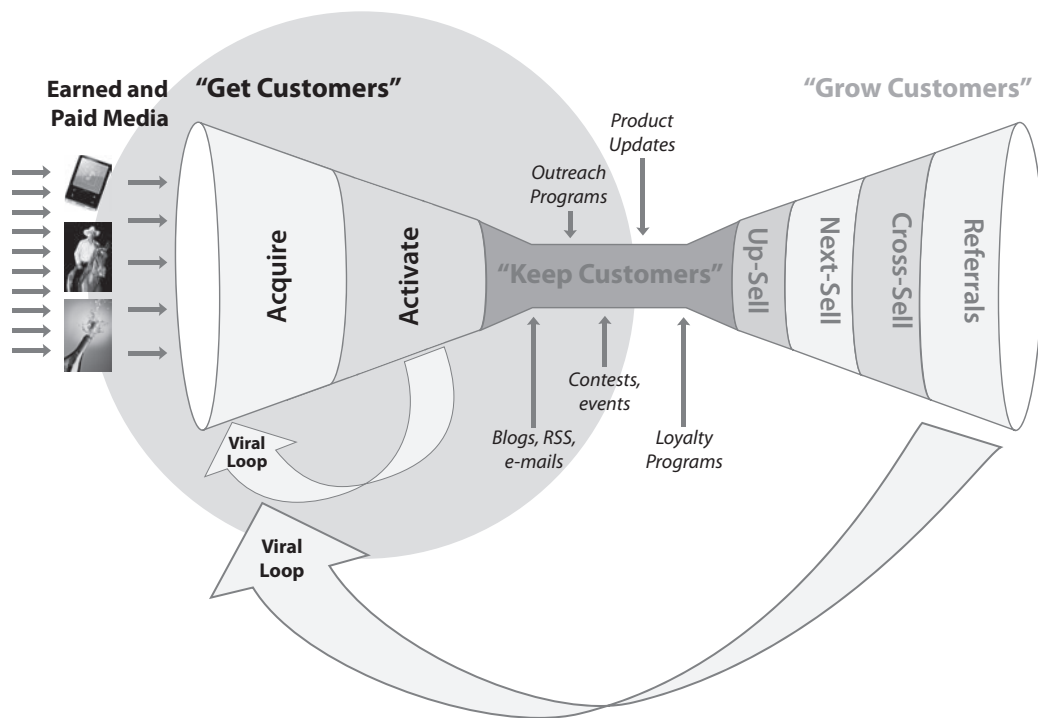 Earned and
Paid Media
“Get Customers”
“Grow Customers”
Product
Updates
Outreach
Programs
Acquire
Activate
“Keep Customers”
Up-Sell
Next-Sell
Cross-Sell
Referrals
Contests,
events
Blogs, RSS,
e-mails
Loyalty
Programs
Viral
Loop
Viral
Loop